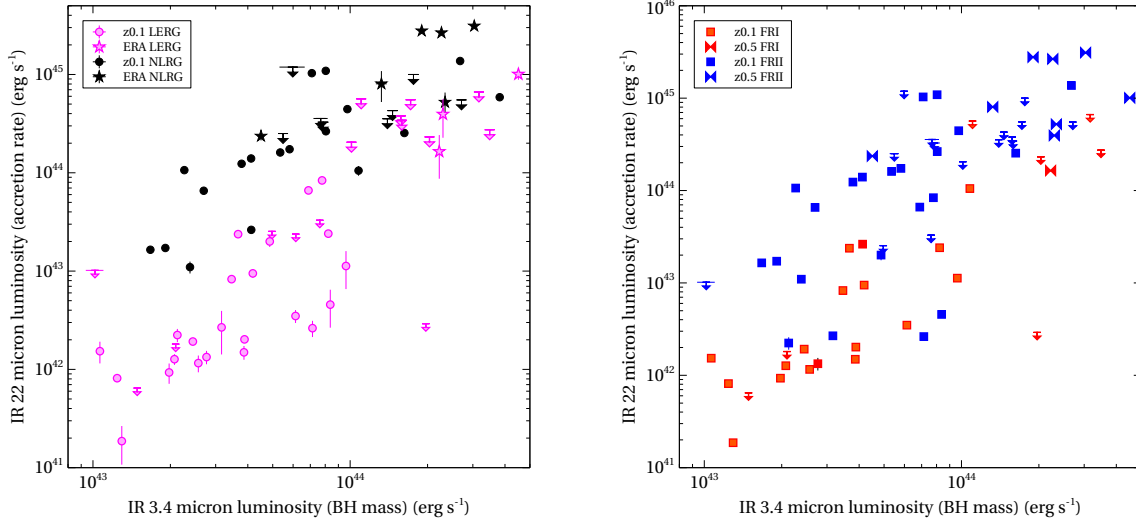 z0.1 LERG
ERA LERG
z0.1 NLRG
ERA NLRG
10^45
10^44
10^43
10^42
10^41
10^43
10^44
IR 22 micron luminosity (accretion rate) (erg s^-1)
IR 3.4 micron luminosity (BH mass) (erg s^-1)
z0.1 FRI
z0.5 FRI
z0.1 FRII
z0.5 FRII
10^46
10^45
10^44
10^43
10^42
10^41
10^43
10^44
IR 22 micron luminosity (accretion rate) (erg s^-1)
IR 3.4 micron luminosity (BH mass) (erg s^-1)